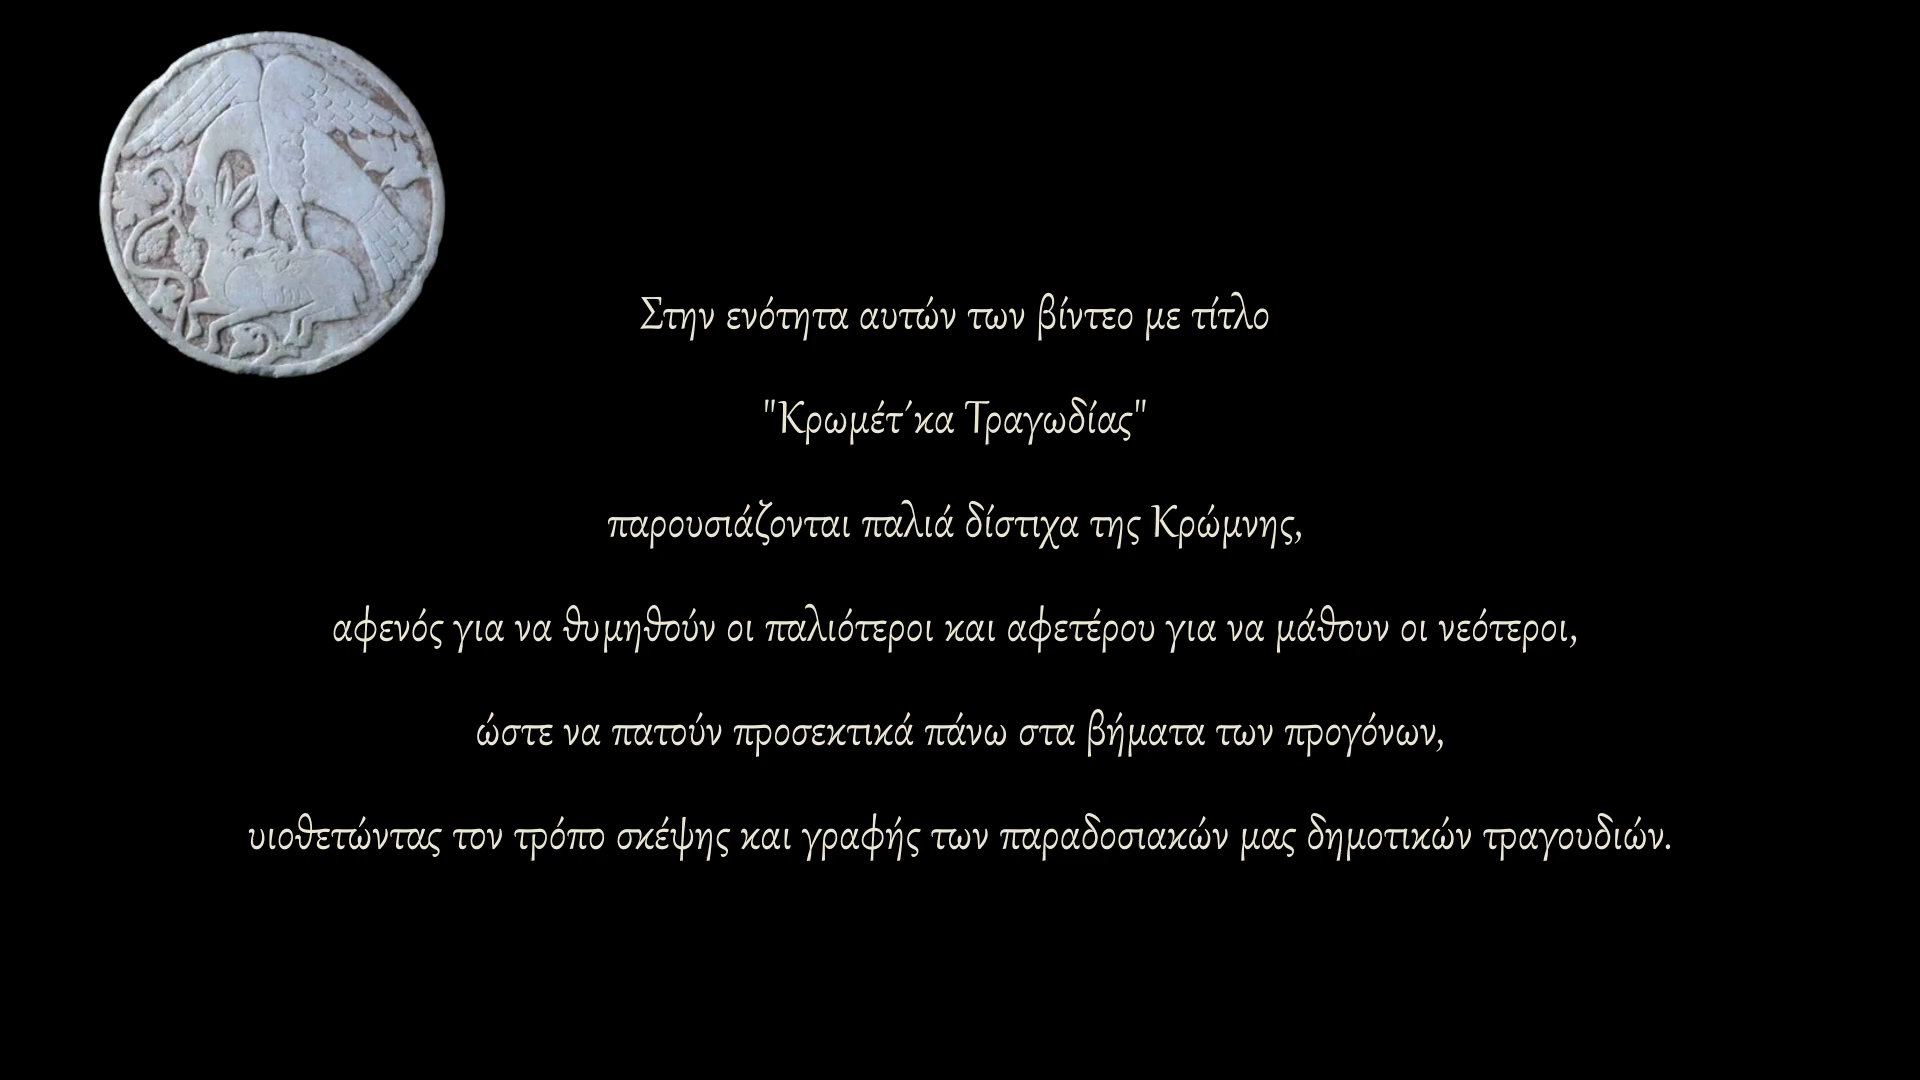 Στην ενότητα αυτών των βίντεο με τίτλο
"Κρωμέτ΄κα Τραγωδίας"
παρουσιάζονται παλιά δίστιχα της Κρώμνης,
αφενός για να θυμηθούν οι παλιότεροι και αφετέρου για να μάθουν οι νεότεροι,
ώστε να πατούν προσεκτικά πάνω στα βήματα των προγόνων,
υιοθετώντας τον τρόπο σκέψης και γραφής των παραδοσιακών μας δημοτικών τραγουδιών.